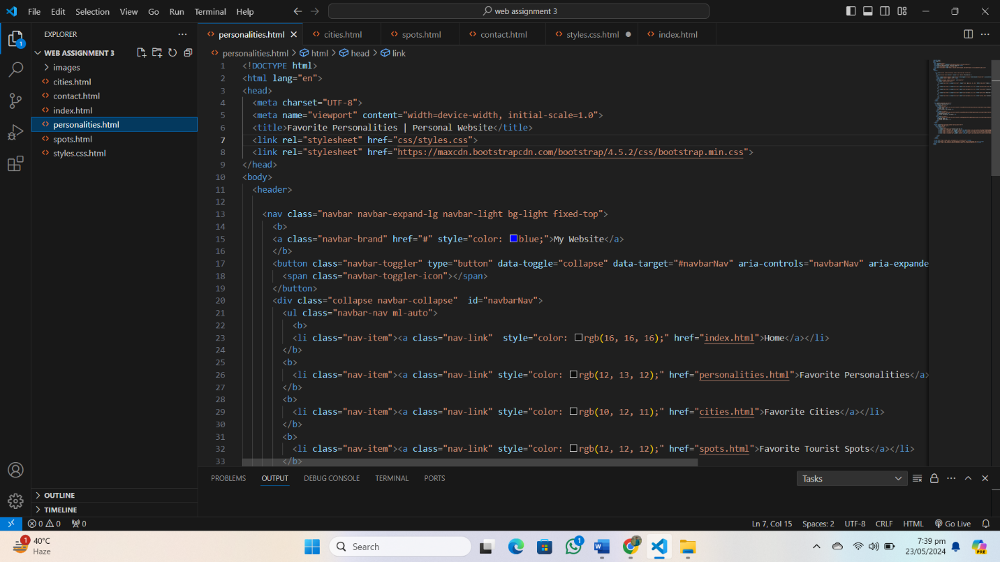 File Edit Selection View Go Run Terminal Help
web assignment 3
EXPLORER
WEB ASSIGNMENT 3
images
cities.html
contact.html
index.html
personalities.html
spots.html
styles.css.html
OUTLINE
TIMELINE
1
personalities.html cities.html spots.html contact.html styles.css.html index.html
personalities.html > html > head > link
1 <!DOCTYPE html>
2 <html lang="en">
3 <head>
4 <meta charset="UTF-8">
5 <meta name="viewport" content="width=device-width, initial-scale=1.0">
6 <title>Favorite Personalities | Personal Website</title>
7 <link rel="stylesheet" href="css/styles.css">
8 <link rel="stylesheet" href="https://maxcdn.bootstrapcdn.com/bootstrap/4.5.2/css/bootstrap.min.css">
9 </head>
10 <body>
11 <header>
12
13 <nav class="navbar navbar-expand-lg navbar-light bg-light fixed-top">
14 <b>
15 <a class="navbar-brand" href="#" style="color: blue;">My Website</a>
16 </b>
17 <button class="navbar-toggler" type="button" data-toggle="collapse" data-target="#navbarNav" aria-controls="navbarNav" aria-expande
18 <span class="navbar-toggler-icon"></span>
19 </button>
20 <div class="collapse navbar-collapse"  id="navbarNav">
21 <ul class="navbar-nav ml-auto">
22 <b>
23 <li class="nav-item"><a class="nav-link"  style="color: rgb(16, 16, 16);" href="index.html">Home</a></li>
24 </b>
25 <b>
26 <li class="nav-item"><a class="nav-link" style="color: rgb(12, 13, 12);" href="personalities.html">Favorite Personalities</a>
27 </b>
28 <b>
29 <li class="nav-item"><a class="nav-link" style="color: rgb(10, 12, 11);" href="cities.html">Favorite Cities</a></li>
30 </b>
31 <b>
32 <li class="nav-item"><a class="nav-link" style="color: rgb(12, 12, 12);" href="spots.html">Favorite Tourist Spots</a></li>
33 </b>
PROBLEMS OUTPUT DEBUG CONSOLE TERMINAL PORTS
Tasks
0 0 0
Ln 7, Col 15 Spaces: 2 UTF-8 CRLF HTML Go Live
1
40°C
Haze
Search
1
7:39 pm
23/05/2024
PRE